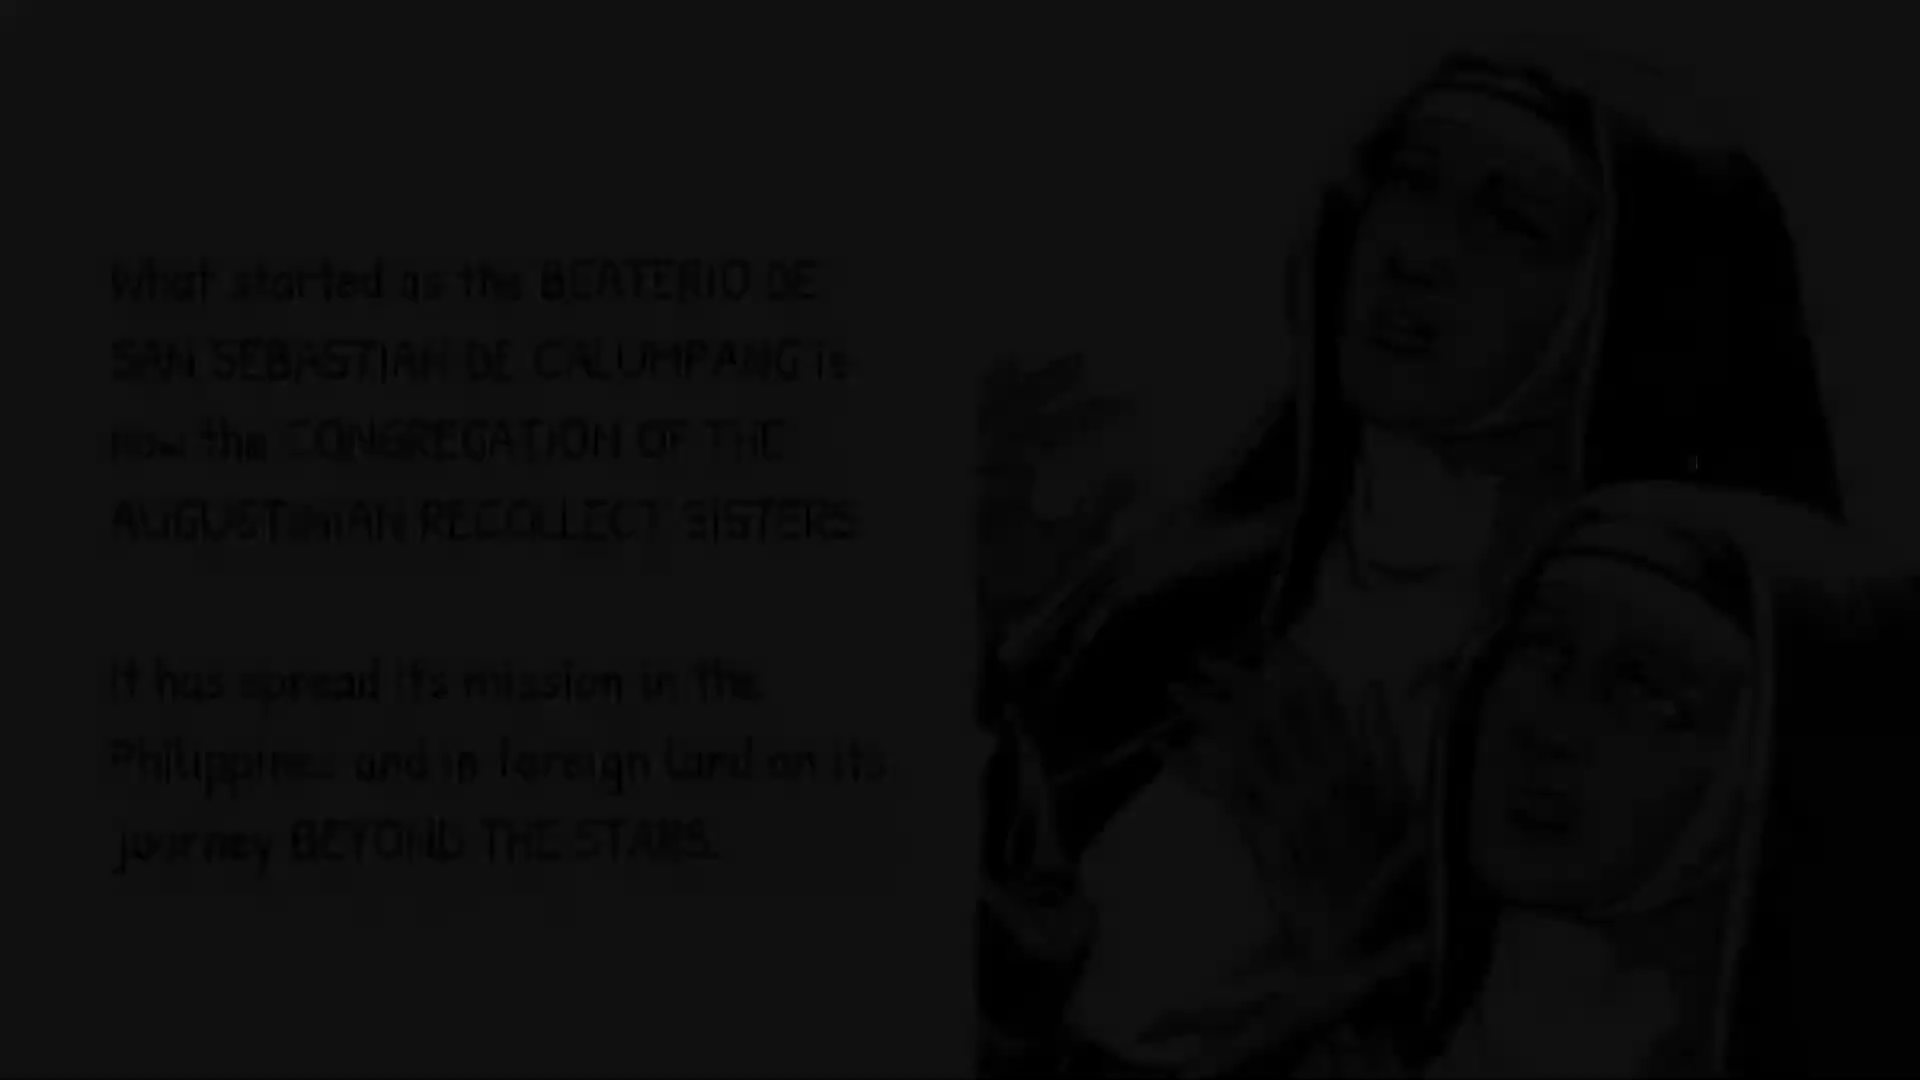 What started as the BEATERIO DE
SAN SEBASTIAN DE CALUMPANG is
now the CONGREGATION OF THE
AUGUSTINIAN RECOLLECT SISTERS
It has spread its mission in the
Philippines and in foreign land on its
journey BEYOND THE STARS.